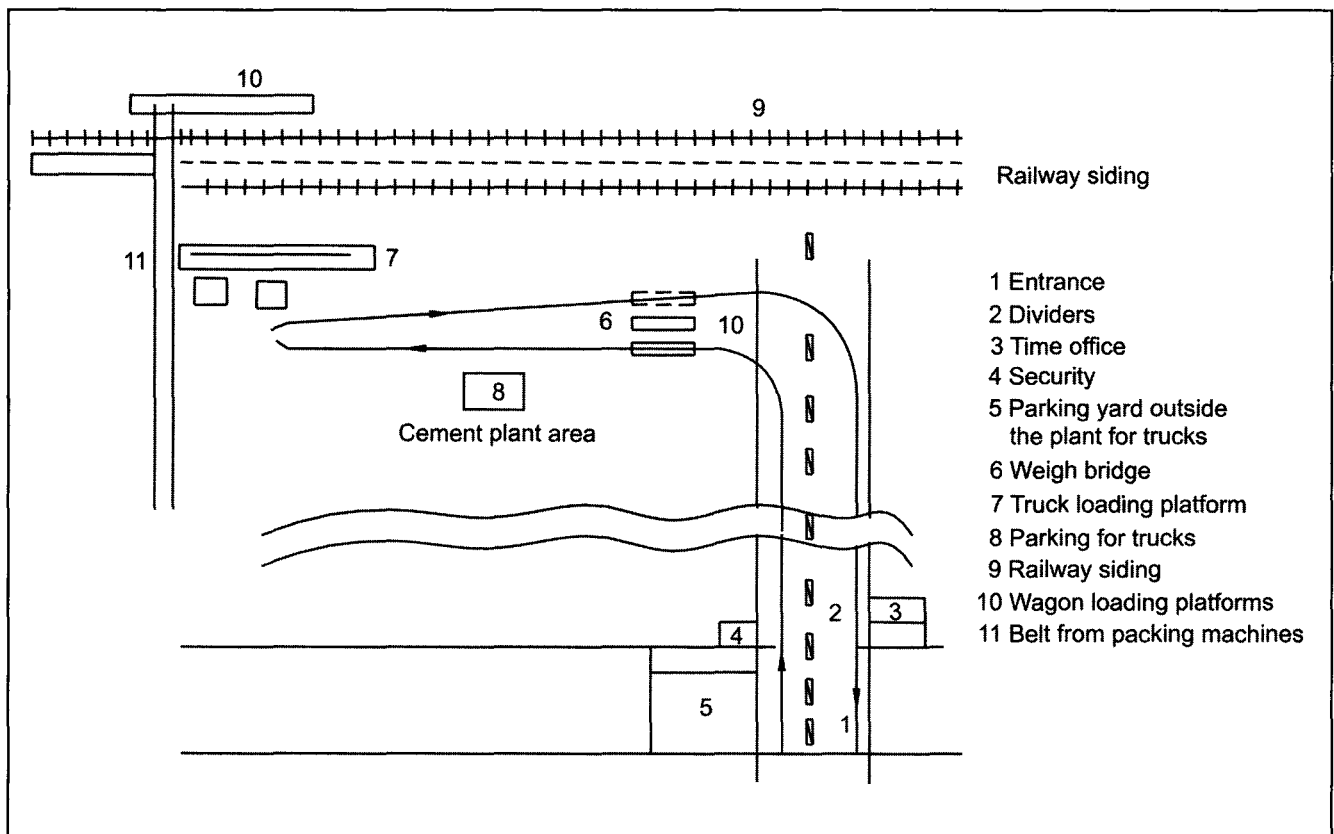 10
9
Railway siding
11
7
6
10
8
Cement plant area
1 Entrance
2 Dividers
3 Time office
4 Security
5 Parking yard outside
the plant for trucks
6 Weigh bridge
7 Truck loading platform
8 Parking for trucks
9 Railway siding
10 Wagon loading platforms
11 Belt from packing machines
2
3
4
5
1